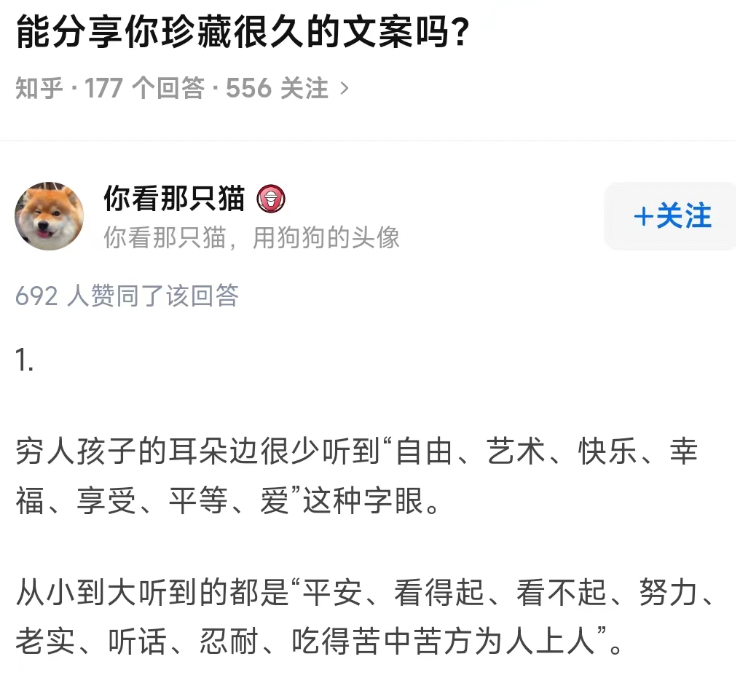 能分享你珍藏很久的文案吗?
知乎 · 177 个回答 · 556 关注 >
你看那只猫
你看那只猫，用狗狗的头像
+关注
692 人赞同了该回答
1.
穷人孩子的耳朵边很少听到“自由、艺术、快乐、幸
福、享受、平等、爱”这种字眼。
从小到大听到的都是“平安、看得起、看不起、努力、
老实、听话、忍耐、吃得苦中苦方为人上人”。